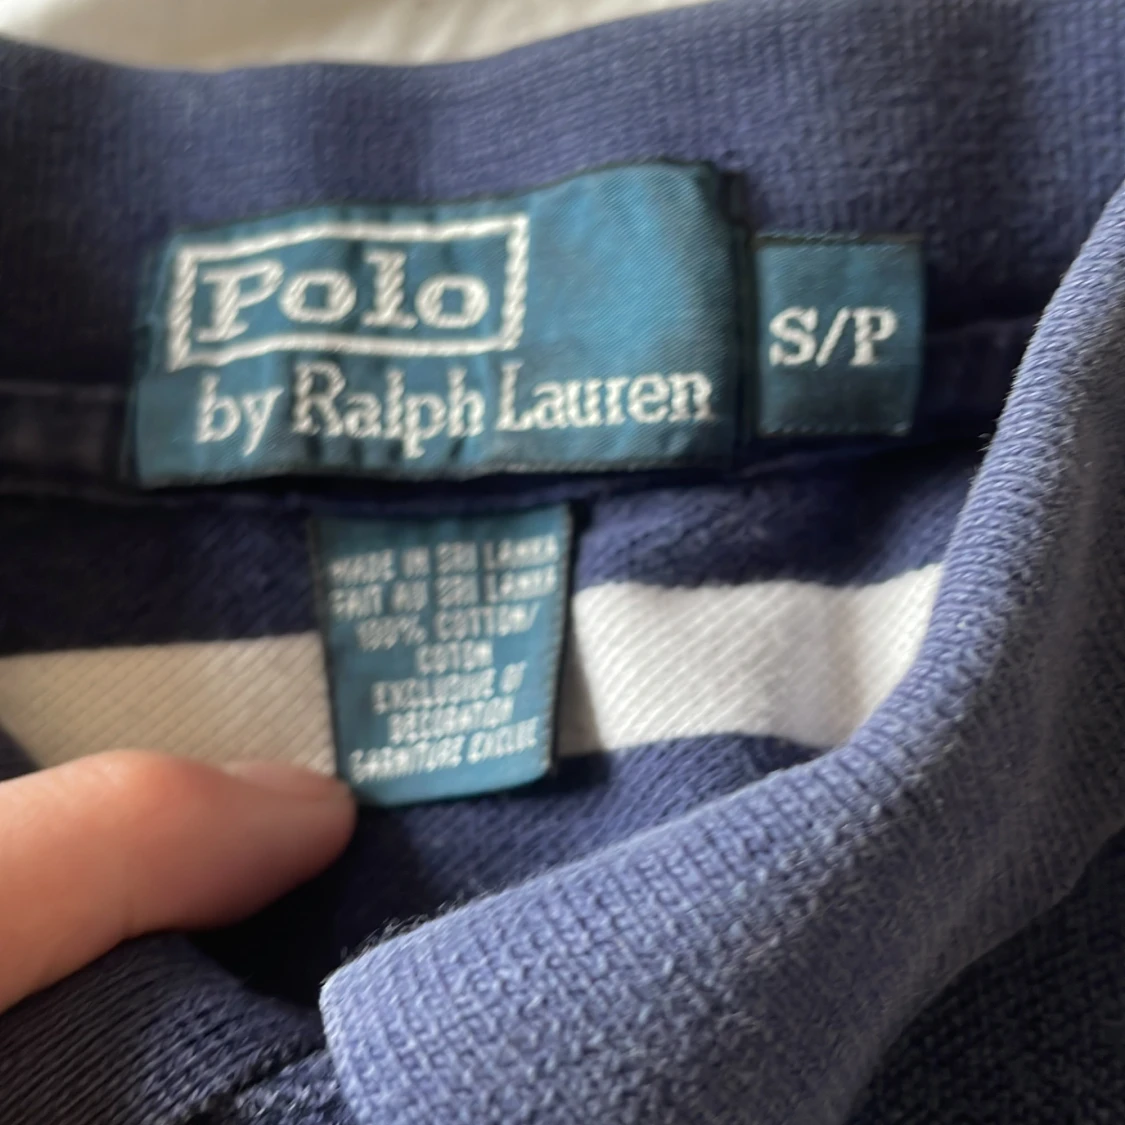 Polo
by Ralph Lauren
S/P
MADE IN SRI LANKA
FAIT AU SRI LANKA
100% COTTON/
COTON
EXCLUSIVE OF
DECORATION
GARNITURE EXCLUE